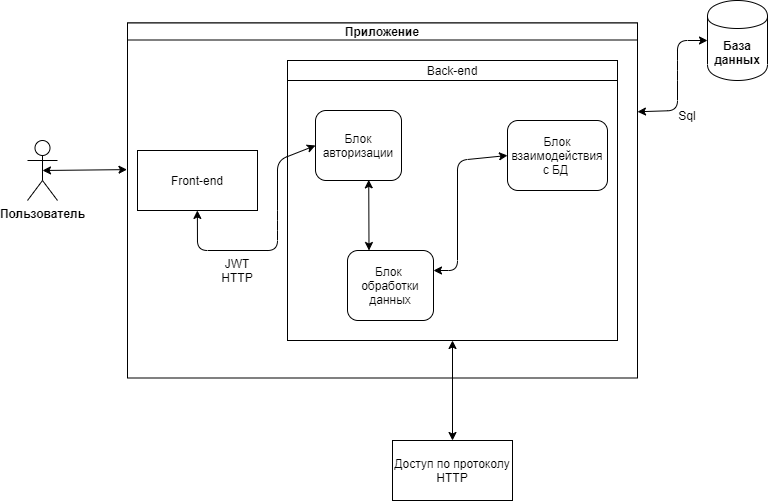 Приложение
База
данных
Back-end
Sql
Блок
авторизации
Блок
взаимодействия
с БД
Front-end
Пользователь
JWT
HTTP
Блок
обработки
данных
Доступ по протоколу
HTTP